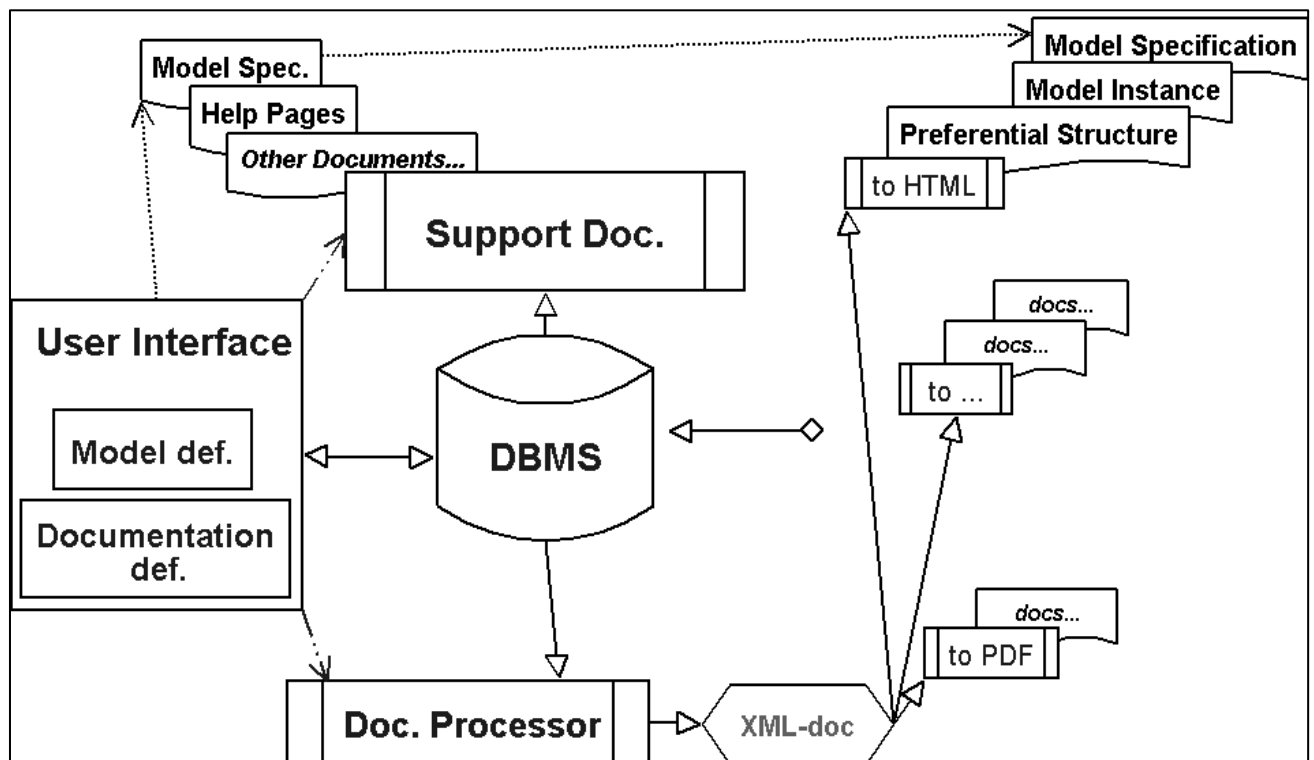 Model Spec.
Help Pages
Other Documents...
Support Doc.
Model Specification
Model Instance
Preferential Structure
to HTML
User Interface
Model def.
Documentation
def.
DBMS
docs...
docs...
to ...
docs...
to PDF
Doc. Processor
XML-doc